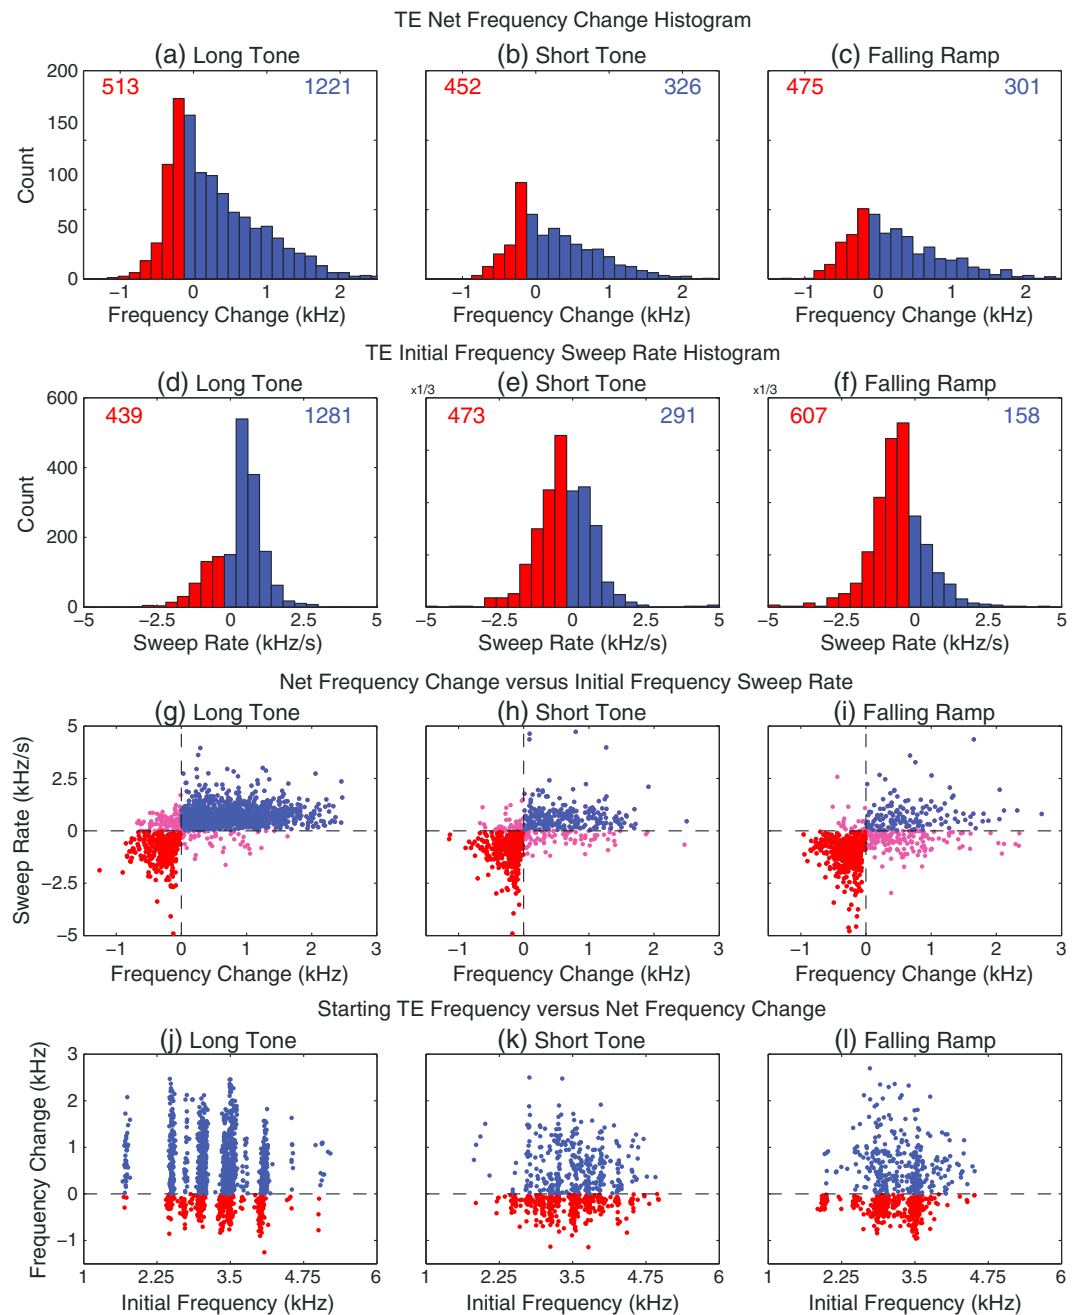 TE Net Frequency Change Histogram
(a) Long Tone
(b) Short Tone
(c) Falling Ramp
200
150
100
50
0
Count
513
1221
452
326
475
301
−1 0 1 2
−1 0 1 2
−1 0 1 2
Frequency Change (kHz)
Frequency Change (kHz)
Frequency Change (kHz)
TE Initial Frequency Sweep Rate Histogram
(d) Long Tone
(e) Short Tone
(f) Falling Ramp
x1/3
x1/3
600
400
200
0
Count
439
1281
473
291
607
158
−5 −2.5 0 2.5 5
−5 −2.5 0 2.6 5
−5 −2.5 0 2.5 5
Sweep Rate (kHz/s)
Sweep Rate (kHz/s)
Sweep Rate (kHz/s)
Net Frequency Change versus Initial Frequency Sweep Rate
(g) Long Tone
(h) Short Tone
(i) Falling Ramp
5
2.5
0
−2.5
−5
Sweep Rate (kHz/s)
−1 0 1 2 3
−1 0 1 2 3
−1 0 1 2 3
Frequency Change (kHz)
Frequency Change (kHz)
Frequency Change (kHz)
Starting TE Frequency versus Net Frequency Change
(j) Long Tone
(k) Short Tone
(l) Falling Ramp
3
2
1
0
−1
Frequency Change (kHz)
1 2.25 3.5 4.75 6
1 2.25 3.5 4.75 6
1 2.25 3.5 4.75 6
Initial Frequency (kHz)
Initial Frequency (kHz)
Initial Frequency (kHz)